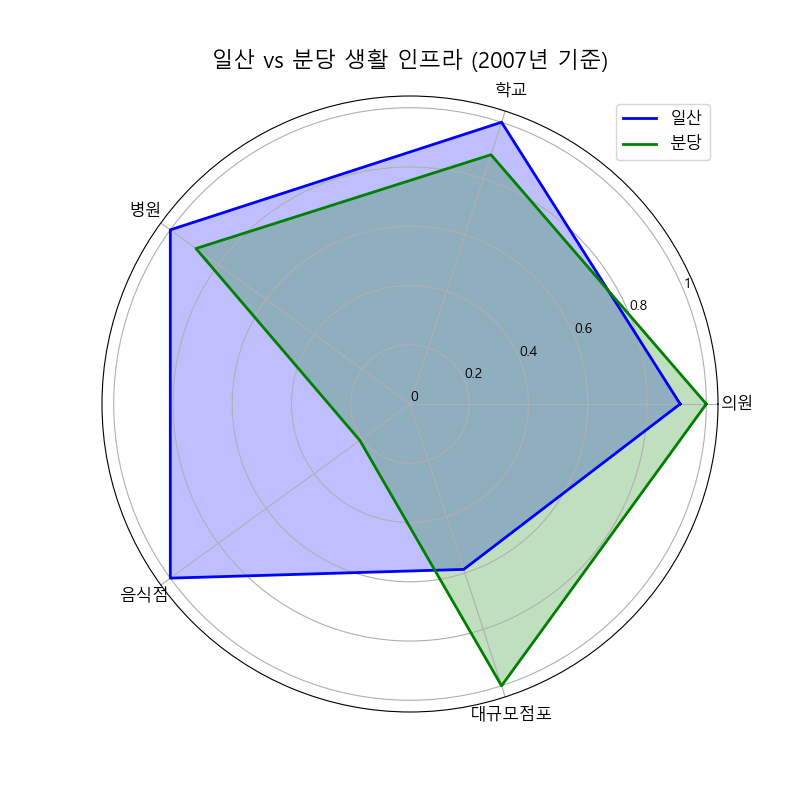 일산 vs 분당 생활 인프라 (2007년 기준)
학교
일산
분당
병원
1
0.8
0.6
0.4
0.2
0
의원
음식점
대규모점포